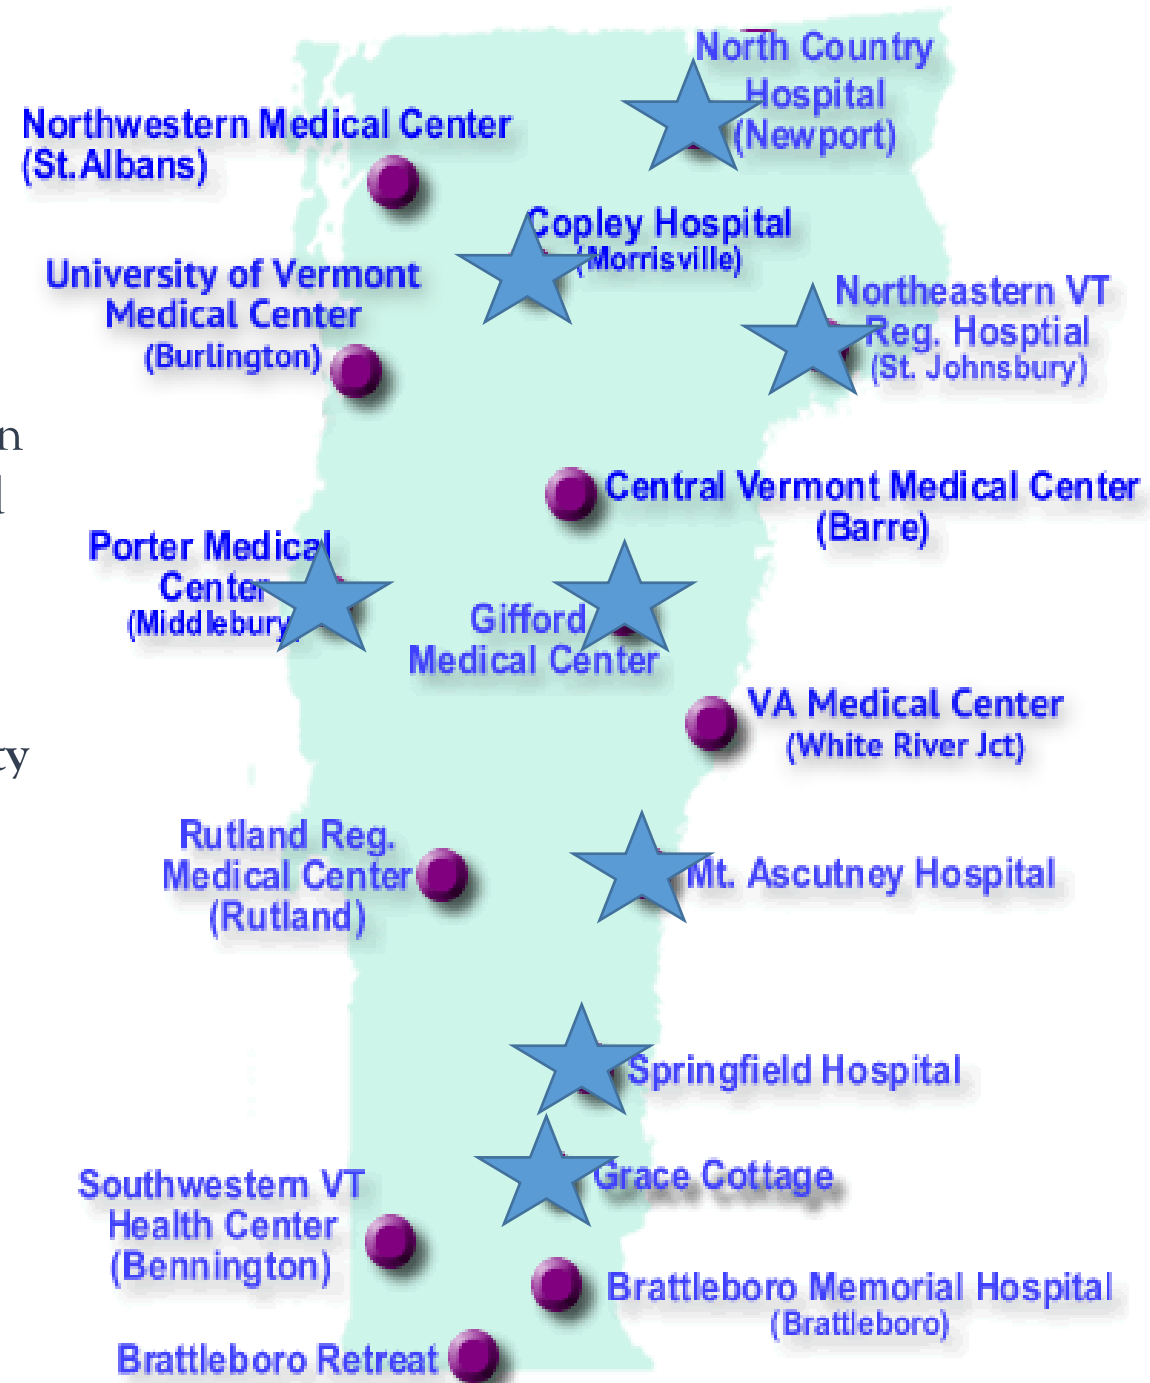 North Country
Hospital
(Newport)
Northwestern Medical Center
(St.Albans)
Copley Hospital
(Morrisville)
University of Vermont
Medical Center
(Burlington)
Northeastern VT
Reg. Hosptial
(St. Johnsbury)
n
Central Vermont Medical Center
(Barre)
Porter Medical
Center
(Middlebury)
Gifford
Medical Center
VA Medical Center
(White River Jct)
ty
Rutland Reg.
Medical Center
(Rutland)
Mt. Ascutney Hospital
Springfield Hospital
Grace Cottage
Southwestern VT
Health Center
(Bennington)
Brattleboro Memorial Hospital
(Brattleboro)
Brattleboro Retreat